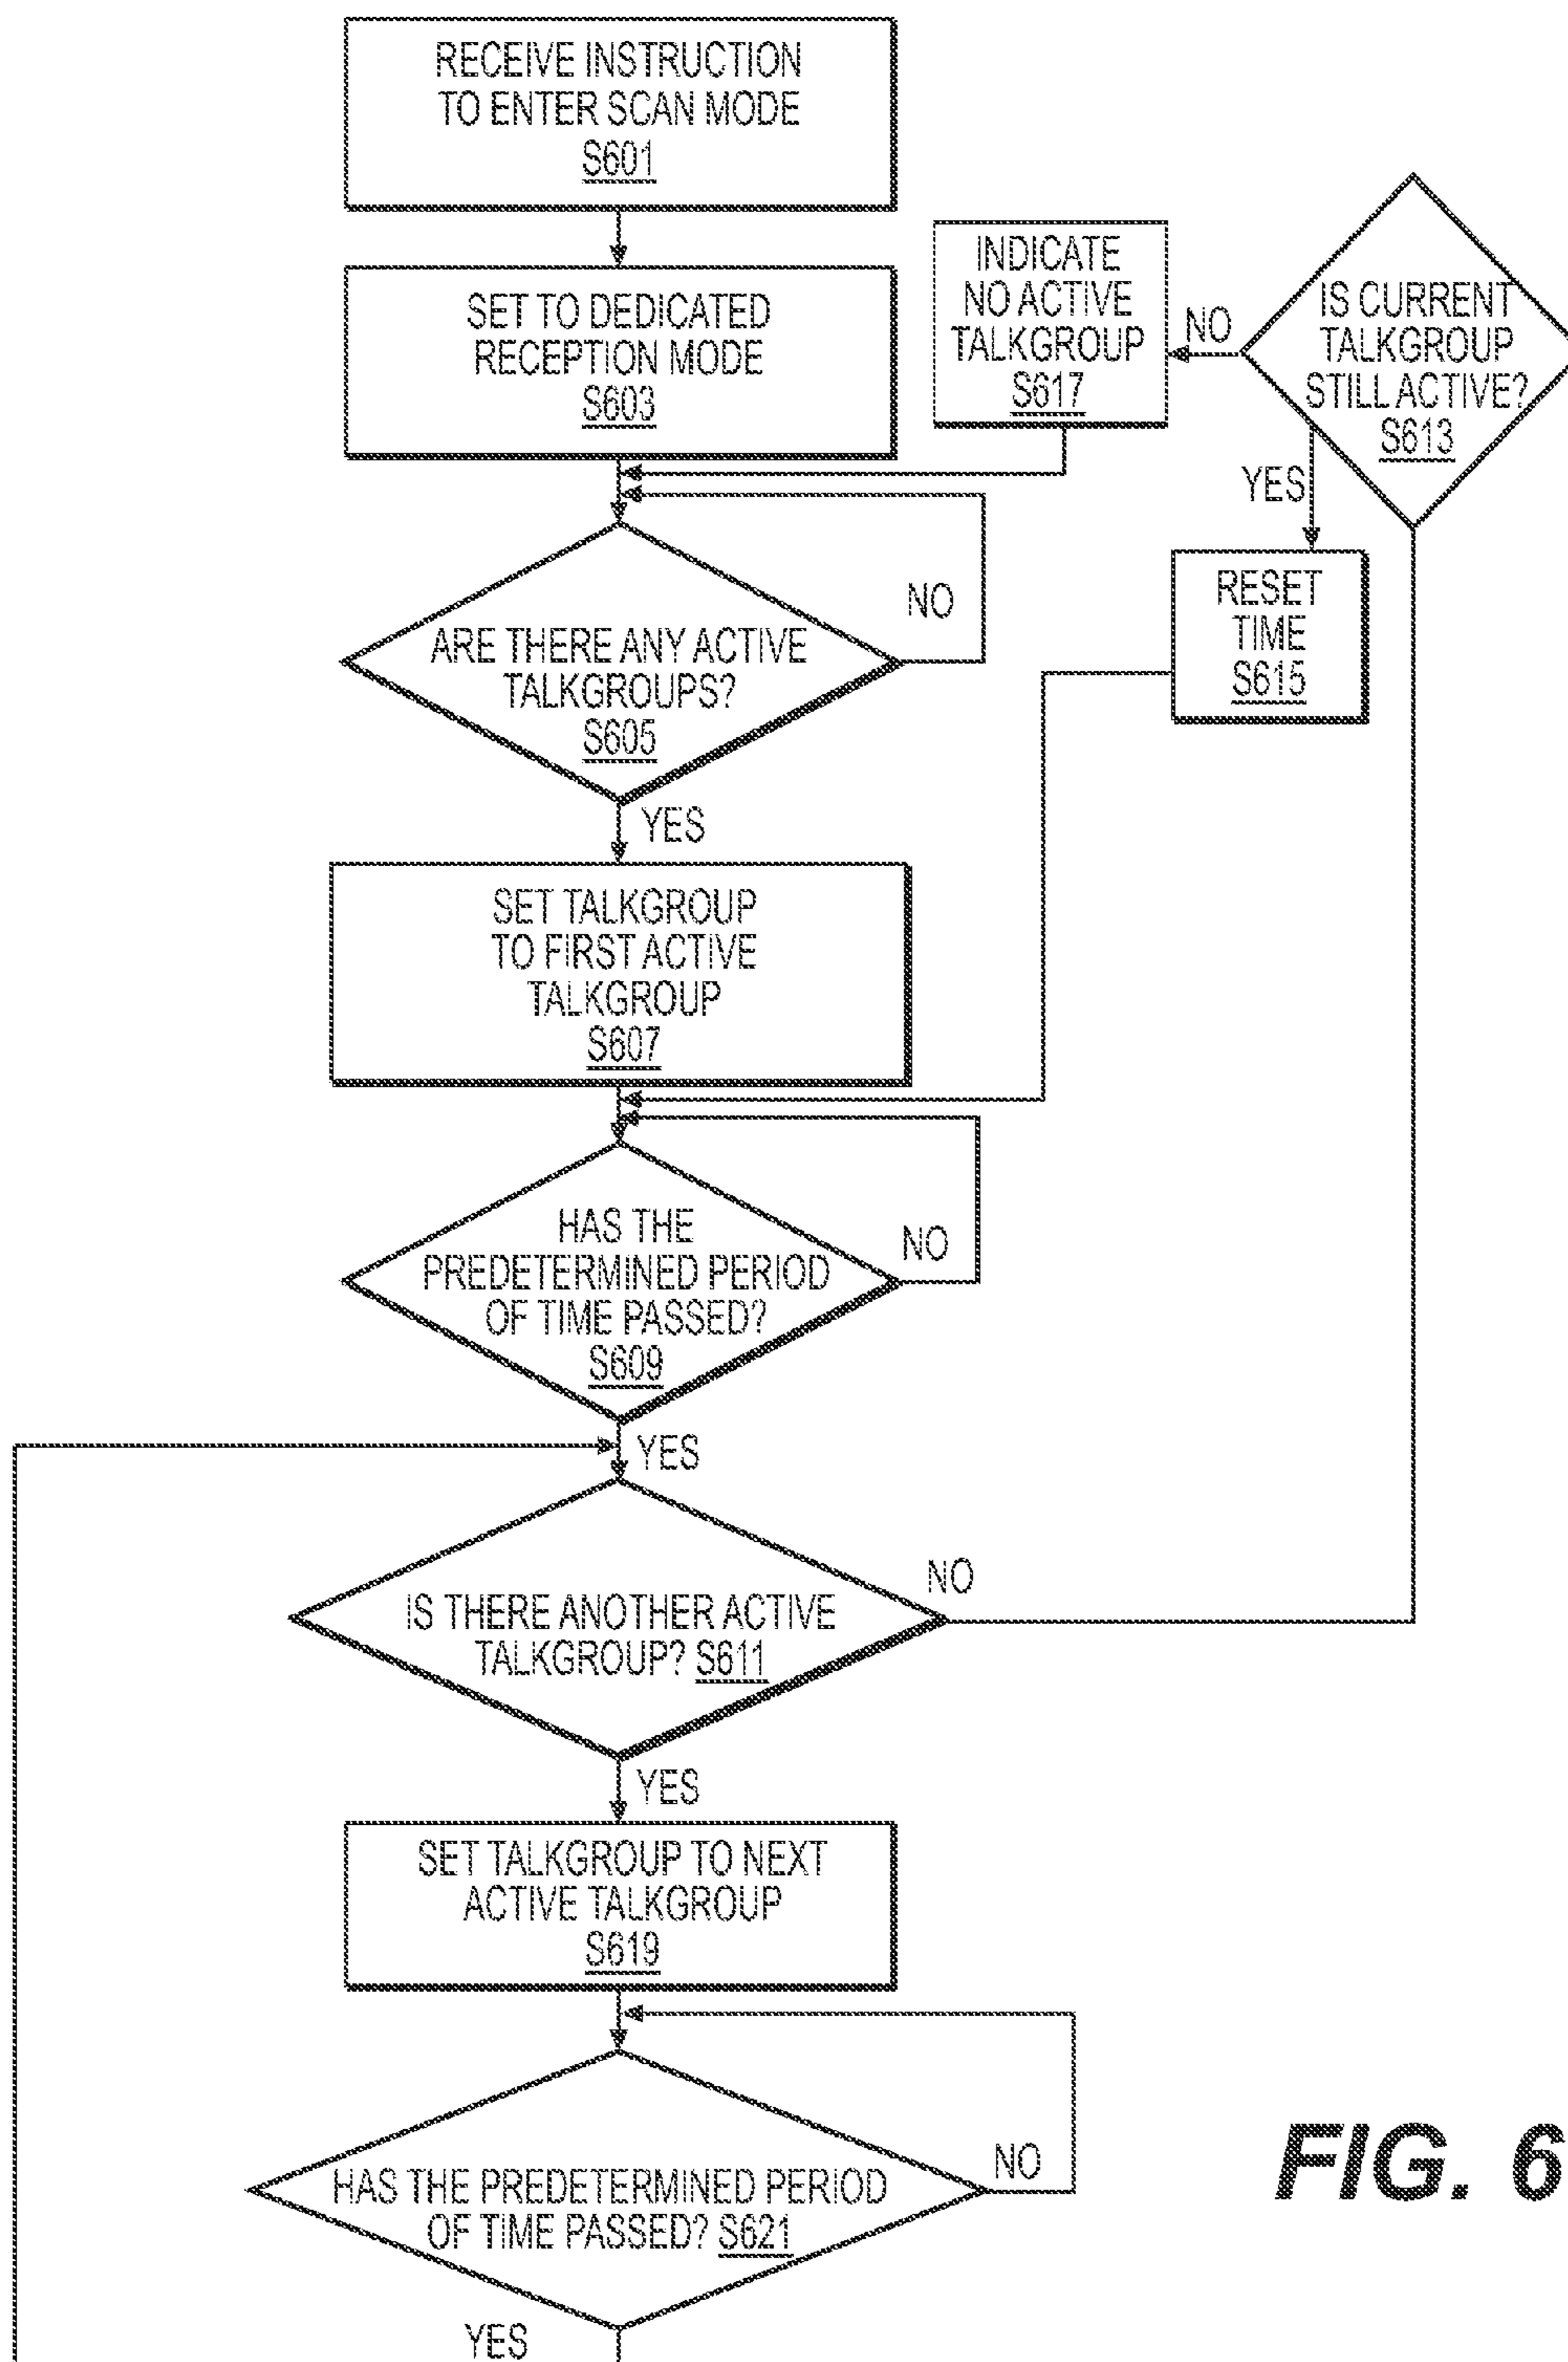 RECEIVE INSTRUCTION
TO ENTER SCAN MODE
S601
SET TO DEDICATED
RECEPTION MODE
S603
INDICATE
NO ACTIVE
TALKGROUP
S617
NO
IS CURRENT
TALKGROUP
STILL ACTIVE?
S613
YES
RESET
TIME
S615
NO
ARE THERE ANY ACTIVE
TALKGROUPS?
S605
YES
SET TALKGROUP
TO FIRST ACTIVE
TALKGROUP
S607
HAS THE
PREDETERMINED PERIOD
OF TIME PASSED?
S609
NO
YES
IS THERE ANOTHER ACTIVE
TALKGROUP? S611
NO
YES
SET TALKGROUP TO NEXT
ACTIVE TALKGROUP
S619
HAS THE PREDETERMINED PERIOD
OF TIME PASSED? S621
NO
YES
FIG. 6